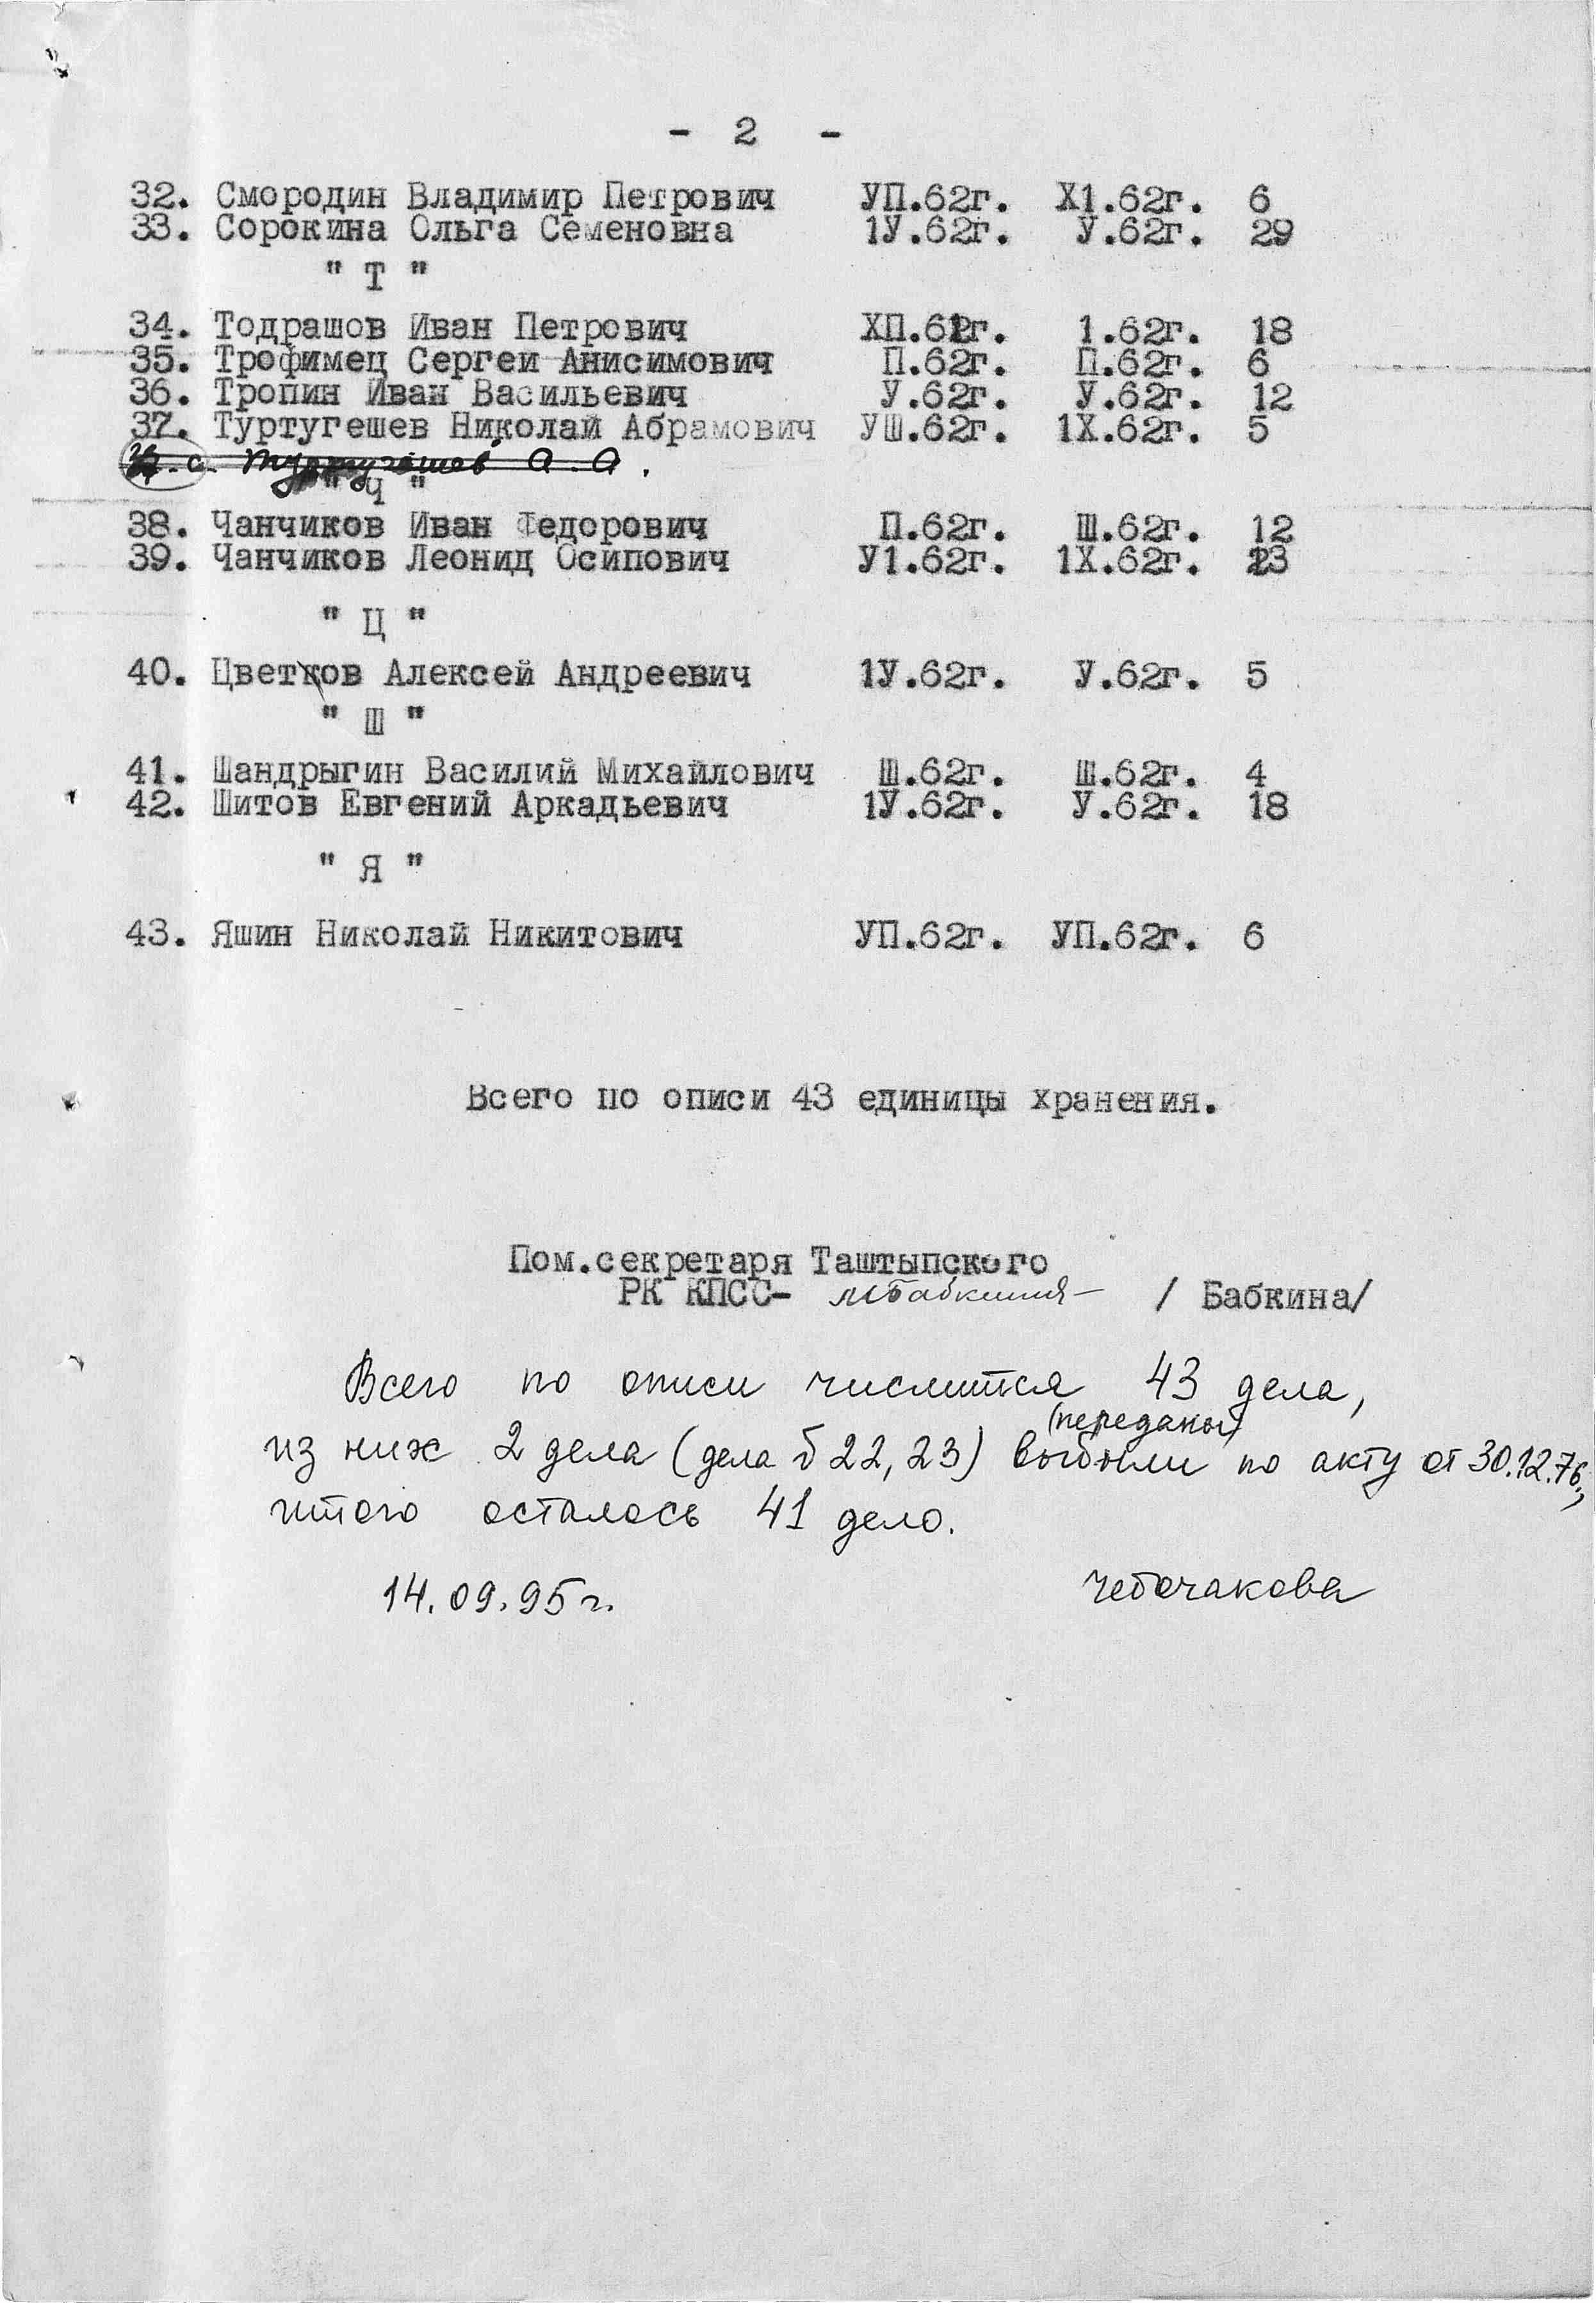 - 2 -
32. Смородин Владимир Петрович УП.62г. Х1.62г. 6
33. Сорокина Ольга Семеновна 1У.62г. У.62г. 29
" Т "
34. Тодрашов Иван Петрович ХП.61г. 1.62г. 18
35. Трофимец Сергей Анисимович П.62г. П.62г. 6
36. Тропин Иван Васильевич У.62г. У.62г. 12
37. Туртугешев Николай Абрамович УШ.62г. 1Х.62г. 5
Туртугешев А.А.
" Ч "
38. Чанчиков Иван Федорович П.62г. Ш.62г. 12
39. Чанчиков Леонид Осипович У1.62г. 1Х.62г. 23
" Ц "
40. Цветков Алексей Андреевич 1У.62г. У.62г. 5
" Ш "
41. Шандрыгин Василий Михайлович Ш.62г. Ш.62г. 4
42. Шитов Евгений Аркадьевич 1У.62г. У.62г. 18
" Я "
43. Яшин Николай Никитович УП.62г. УП.62г. 6
Всего по описи 43 единицы хранения.
Пом.секретаря Таштыпского
РК КПСС- Бабкина / Бабкина/
Всего по описи числится 43 дела,
(переданы)
из них 2 дела (дела 22, 23) выбыли по акту от 30.12.76.,
итого осталось 41 дело.
14.09.95г. Чебочакова